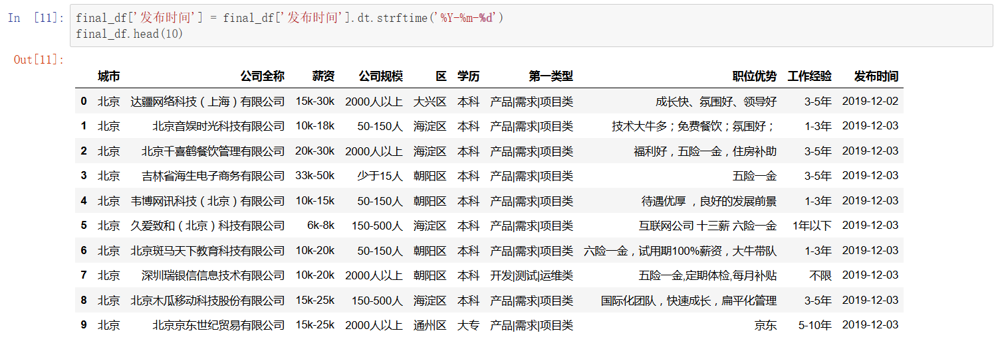 In [11]: final_df['发布时间'] = final_df['发布时间'].dt.strftime('%Y-%m-%d')
final_df.head(10)
Out[11]:
城市 公司全称 薪资 公司规模 区 学历 第一类型 职位优势 工作经验 发布时间
0 北京 达疆网络科技（上海）有限公司 15k-30k 2000人以上 大兴区 本科 产品|需求|项目类 成长快、氛围好、领导好 3-5年 2019-12-02
1 北京 北京音娱时光科技有限公司 10k-18k 50-150人 海淀区 本科 产品|需求|项目类 技术大牛多；免费餐饮；氛围好； 1-3年 2019-12-03
2 北京 北京千喜鹤餐饮管理有限公司 20k-30k 2000人以上 海淀区 本科 产品|需求|项目类 福利好，五险一金，住房补助 3-5年 2019-12-03
3 北京 吉林省海生电子商务有限公司 33k-50k 少于15人 朝阳区 本科 产品|需求|项目类 五险一金 3-5年 2019-12-03
4 北京 韦博网讯科技（北京）有限公司 10k-15k 50-150人 朝阳区 本科 产品|需求|项目类 待遇优厚 ，良好的发展前景 1-3年 2019-12-03
5 北京 久爱致和（北京）科技有限公司 6k-8k 150-500人 海淀区 本科 产品|需求|项目类 互联网公司 十三薪 六险一金 1年以下 2019-12-03
6 北京 北京斑马天下教育科技有限公司 10k-20k 50-150人 朝阳区 本科 产品|需求|项目类 六险一金，试用期100%薪资，大牛带队 1-3年 2019-12-03
7 北京 深圳瑞银信信息技术有限公司 10k-20k 2000人以上 朝阳区 本科 开发|测试|运维类 五险一金,定期体检,每月补贴 不限 2019-12-03
8 北京 北京木瓜移动科技股份有限公司 15k-25k 150-500人 海淀区 本科 产品|需求|项目类 国际化团队，快速成长，扁平化管理 3-5年 2019-12-03
9 北京 北京京东世纪贸易有限公司 15k-25k 2000人以上 通州区 大专 产品|需求|项目类 京东 5-10年 2019-12-03